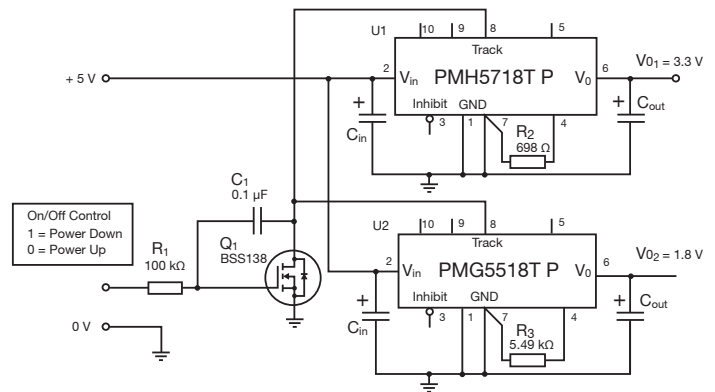 U1
10
9
8
5
Track
+ 5 V
2
Vin
PMH5718T P
V0
6
V01 = 3.3 V
Inhibit
GND
3
1
7
4
+
Cin
R2
698 Ω
+
Cout
C1
0.1 µF
On/Off Control
1 = Power Down
0 = Power Up
R1
100 kΩ
Q1
BSS138
0 V
U2
10
9
8
5
Track
2
Vin
PMG5518T P
V0
6
V02 = 1.8 V
Inhibit
GND
3
1
7
4
+
Cin
R3
5.49 kΩ
+
Cout